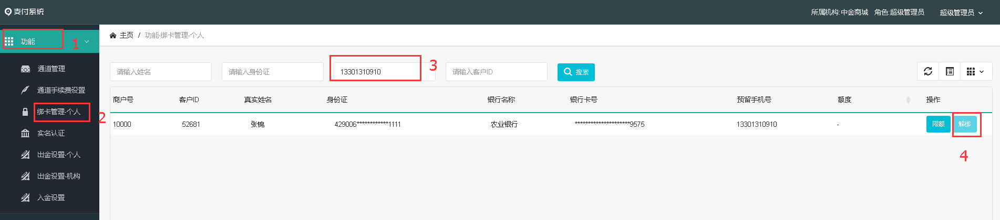 支付系统
所属机构:中金商城 角色:超级管理员 超级管理员
功能 1
主页 / 功能-绑卡管理-个人
通道管理
通道手续费设置
绑卡管理-个人 2
实名认证
出金设置-个人
出金设置-机构
入金设置
请输入姓名 请输入身份证 13301310910 3 请输入客户ID 搜索
商户号 客户ID 真实姓名 身份证 银行名称 银行卡号 预留手机号 额度 操作
10000 52681 张锦 429006************1111 农业银行 *********************9575 13301310910 - 限额 解绑
4